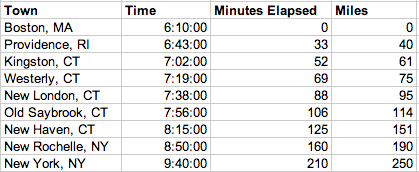 Town Time Minutes Elapsed Miles
Boston, MA 6:10:00 0 0
Providence, RI 6:43:00 33 40
Kingston, CT 7:02:00 52 61
Westerly, CT 7:19:00 69 75
New London, CT 7:38:00 88 95
Old Saybrook, CT 7:56:00 106 114
New Haven, CT 8:15:00 125 151
New Rochelle, NY 8:50:00 160 190
New York, NY 9:40:00 210 250